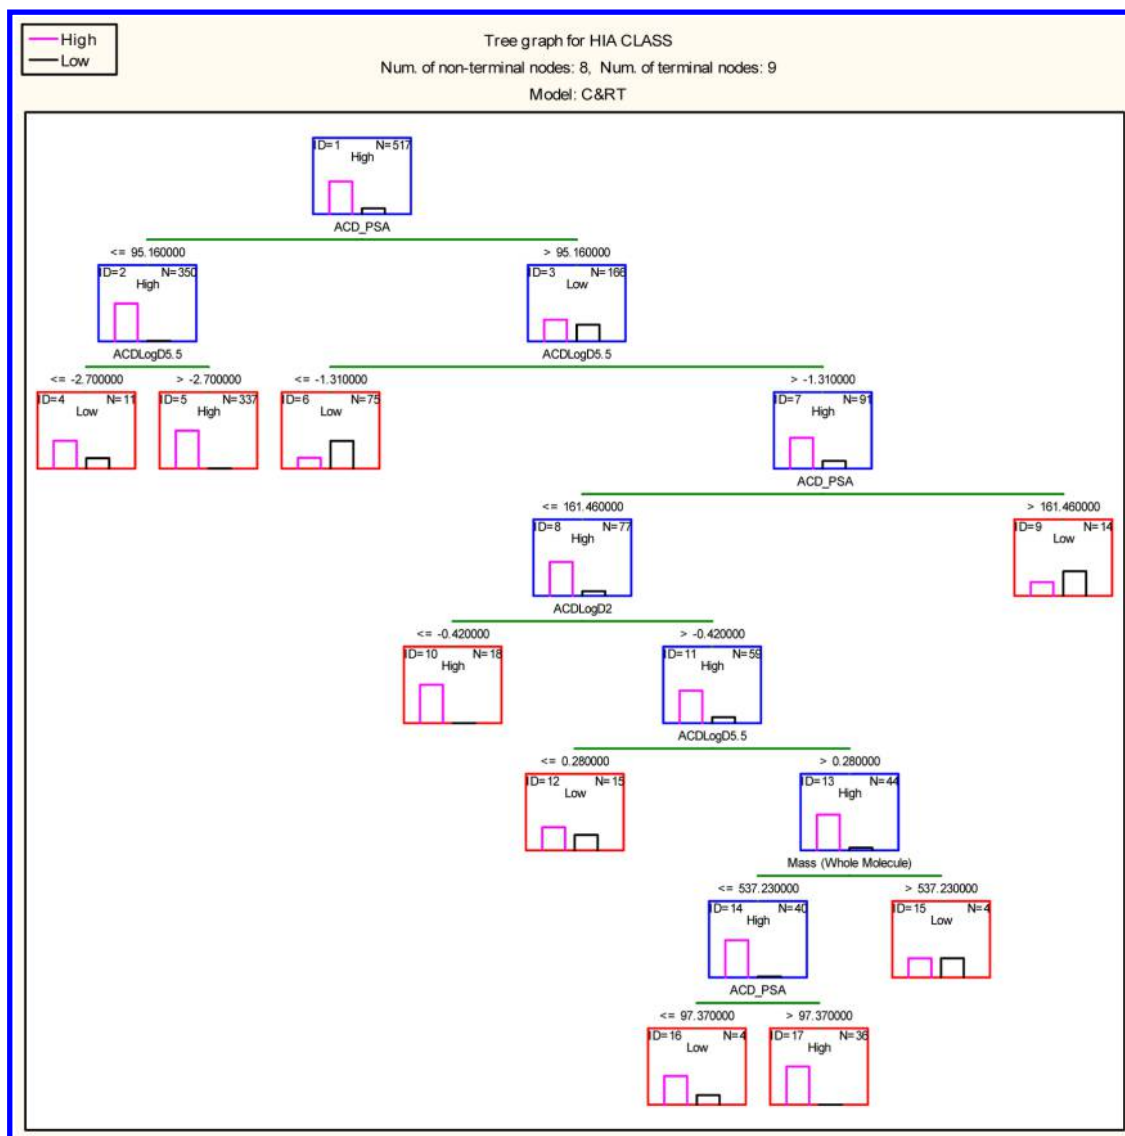 High
Low
Tree graph for HIA CLASS
Num. of non-terminal nodes: 8, Num. of terminal nodes: 9
Model: C&RT
ID=1 N=517
High
ACD_PSA
<= 95.160000 > 95.160000
ID=2 N=350 ID=3 N=166
High Low
ACDLogD5.5 ACDLogD5.5
<= -2.700000 > -2.700000 <= -1.310000 > -1.310000
ID=4 N=11 ID=5 N=337 ID=6 N=75 ID=7 N=91
Low High Low High
ACD_PSA
<= 161.460000 > 161.460000
ID=8 N=77 ID=9 N=14
High Low
ACDLogD2
<= -0.420000 > -0.420000
ID=10 N=18 ID=11 N=59
High High
ACDLogD5.5
<= 0.280000 > 0.280000
ID=12 N=15 ID=13 N=44
Low High
Mass (Whole Molecule)
<= 537.230000 > 537.230000
ID=14 N=40 ID=15 N=4
High Low
ACD_PSA
<= 97.370000 > 97.370000
ID=16 N=4 ID=17 N=36
Low High